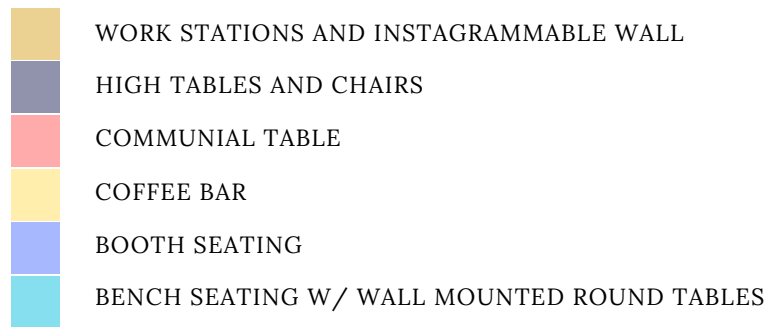 WORK STATIONS AND INSTAGRAMMABLE WALL
HIGH TABLES AND CHAIRS
COMMUNIAL TABLE
COFFEE BAR
BOOTH SEATING
BENCH SEATING W/ WALL MOUNTED ROUND TABLES